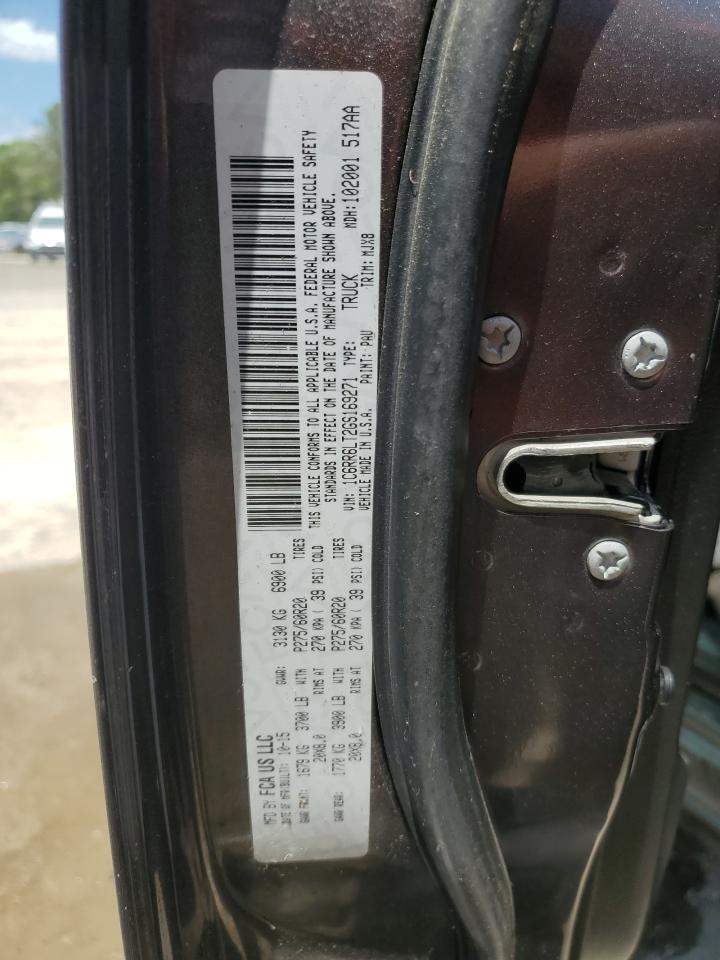 MFD BY FCA US LLC
DATE OF MFR(BUILT): 10-15 GVWR: 3130 KG 6900 LB
GAWR FRONT: 1679 KG 3700 LB WITH P275/60R20 TIRES
20X8.0 RIMS AT 270 KPA ( 39 PSI) COLD
GAWR REAR: 1770 KG 3900 LB WITH P275/60R20 TIRES
20X8.0 RIMS AT 270 KPA ( 39 PSI) COLD
THIS VEHICLE CONFORMS TO ALL APPLICABLE U.S.A. FEDERAL MOTOR VEHICLE SAFETY
STANDARDS IN EFFECT ON THE DATE OF MANUFACTURE SHOWN ABOVE.
VIN: 1C6RR6LT2GS169271 TYPE: TRUCK MDH:102001 517AA
VEHICLE MADE IN U.S.A. PAINT: PAU TRIM: MJX8